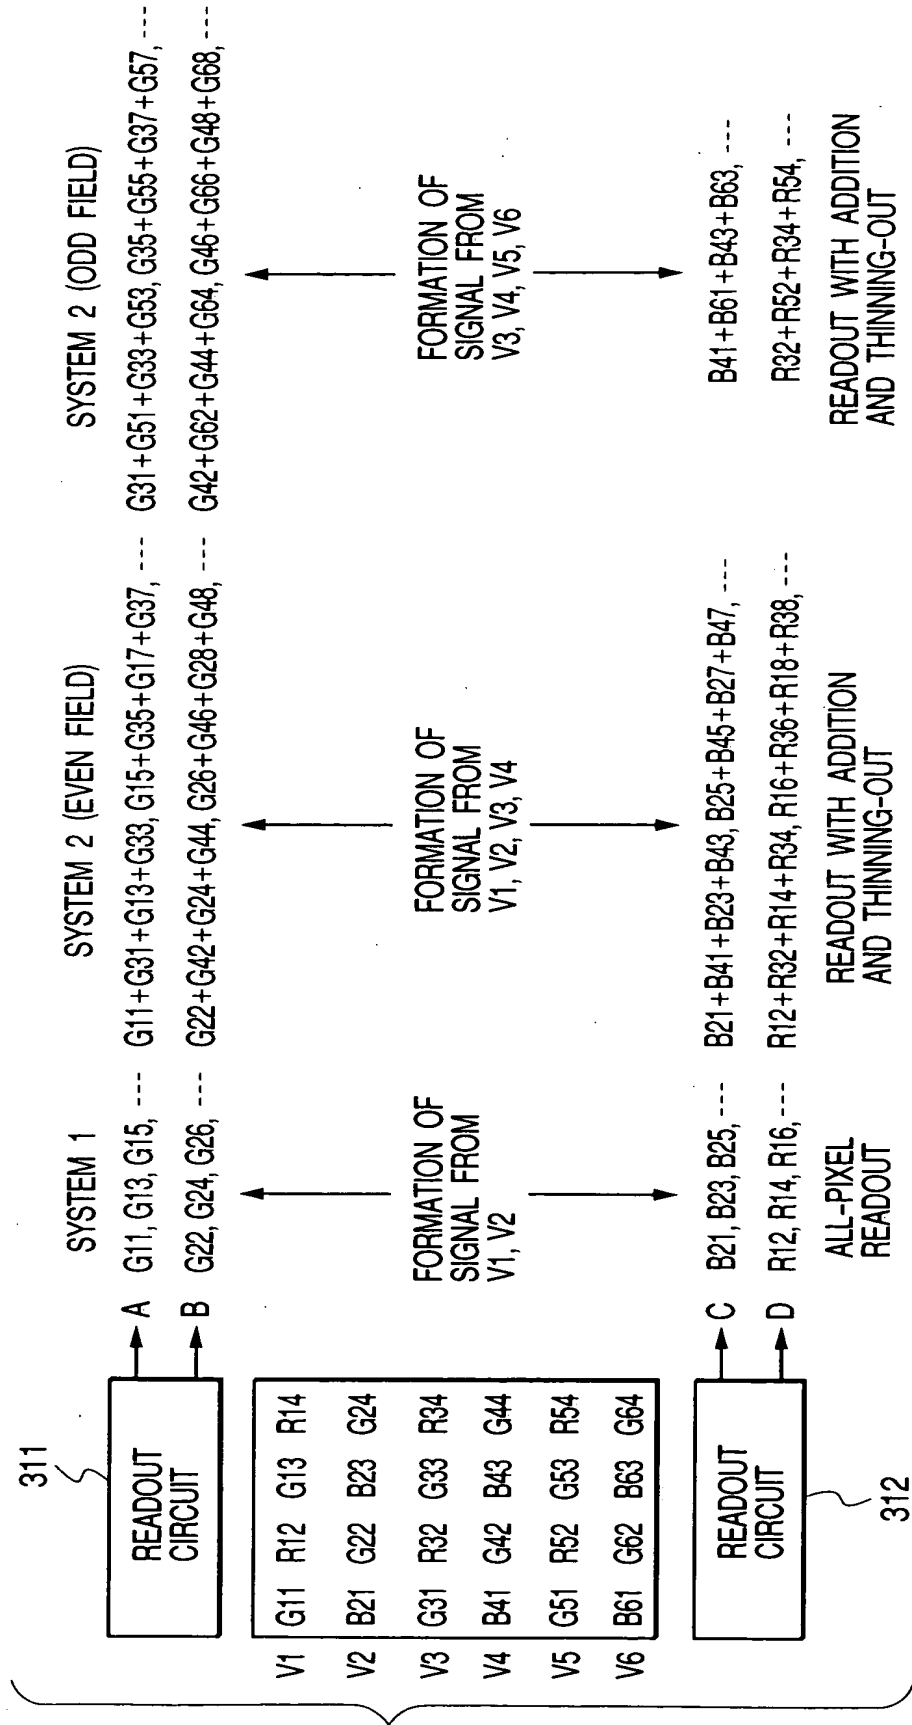 311
READOUT
CIRCUIT
A
B
V1 G11 R12 G13 R14
V2 B21 G22 B23 G24
V3 G31 R32 G33 R34
V4 B41 G42 B43 G44
V5 G51 R52 G53 R54
V6 B61 G62 B63 G64
READOUT
CIRCUIT
312
C
D
SYSTEM 1
G11, G13, G15, ---
G22, G24, G26, ---
FORMATION OF
SIGNAL FROM
V1, V2
B21, B23, B25, ---
R12, R14, R16, ---
ALL-PIXEL
READOUT
SYSTEM 2 (EVEN FIELD)
G11+G31+G13+G33, G15+G35+G17+G37, ---
G22+G42+G24+G44, G26+G46+G28+G48, ---
FORMATION OF
SIGNAL FROM
V1, V2, V3, V4
B21+B41+B23+B43, B25+B45+B27+B47, ---
R12+R32+R14+R34, R16+R36+R18+R38, ---
READOUT WITH ADDITION
AND THINNING-OUT
SYSTEM 2 (ODD FIELD)
G31+G51+G33+G53, G35+G55+G37+G57, ---
G42+G62+G44+G64, G46+G66+G48+G68, ---
FORMATION OF
SIGNAL FROM
V3, V4, V5, V6
B41+B61+B43+B63, ---
R32+R52+R34+R54, ---
READOUT WITH ADDITION
AND THINNING-OUT